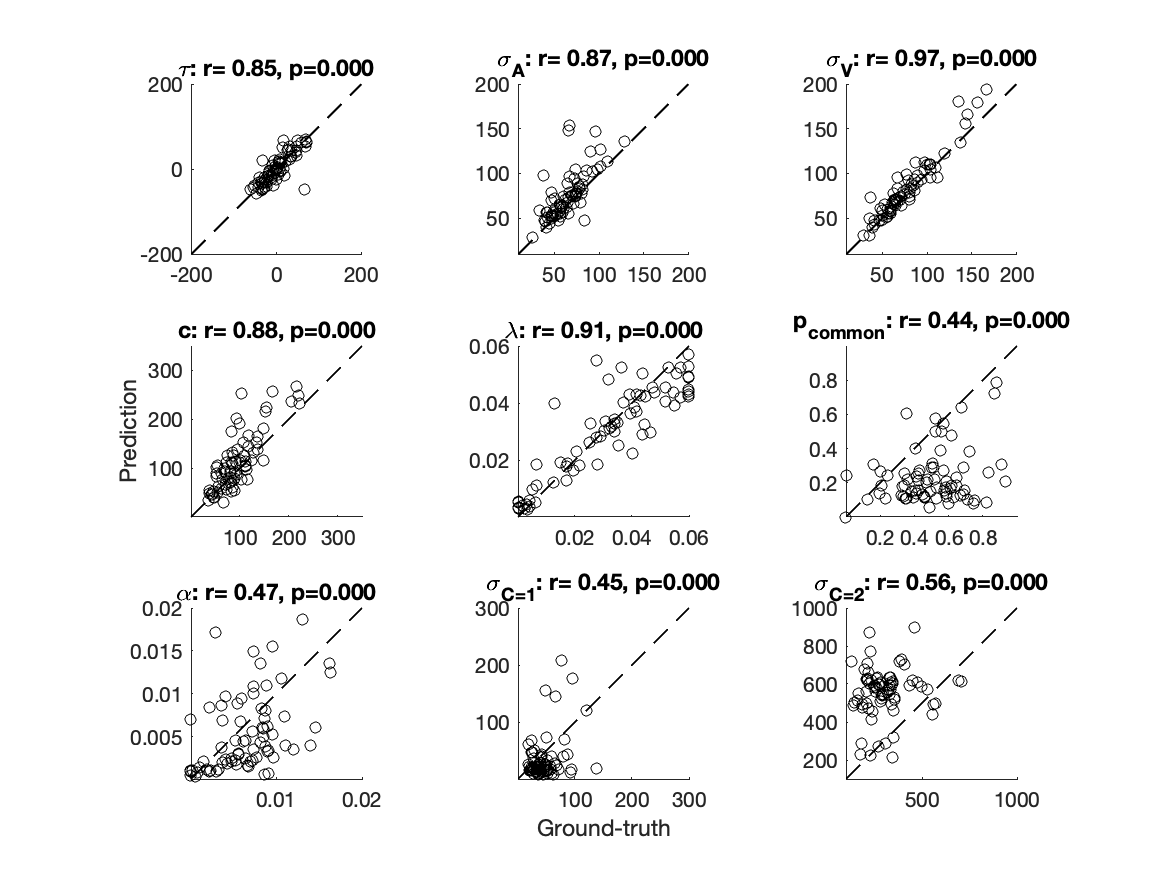 τ: r= 0.85, p=0.000
200
0
-200
-200 0 200
σA: r= 0.87, p=0.000
200
150
100
50
50 100 150 200
σV: r= 0.97, p=0.000
200
150
100
50
50 100 150 200
c: r= 0.88, p=0.000
Prediction
300
200
100
100 200 300
λ: r= 0.91, p=0.000
0.06
0.04
0.02
0.02 0.04 0.06
pcommon: r= 0.44, p=0.000
0.8
0.6
0.4
0.2
0.2 0.4 0.6 0.8
α: r= 0.47, p=0.000
0.02
0.015
0.01
0.005
0.01 0.02
σC=1: r= 0.45, p=0.000
300
200
100
100 200 300
Ground-truth
σC=2: r= 0.56, p=0.000
1000
800
600
400
200
500 1000